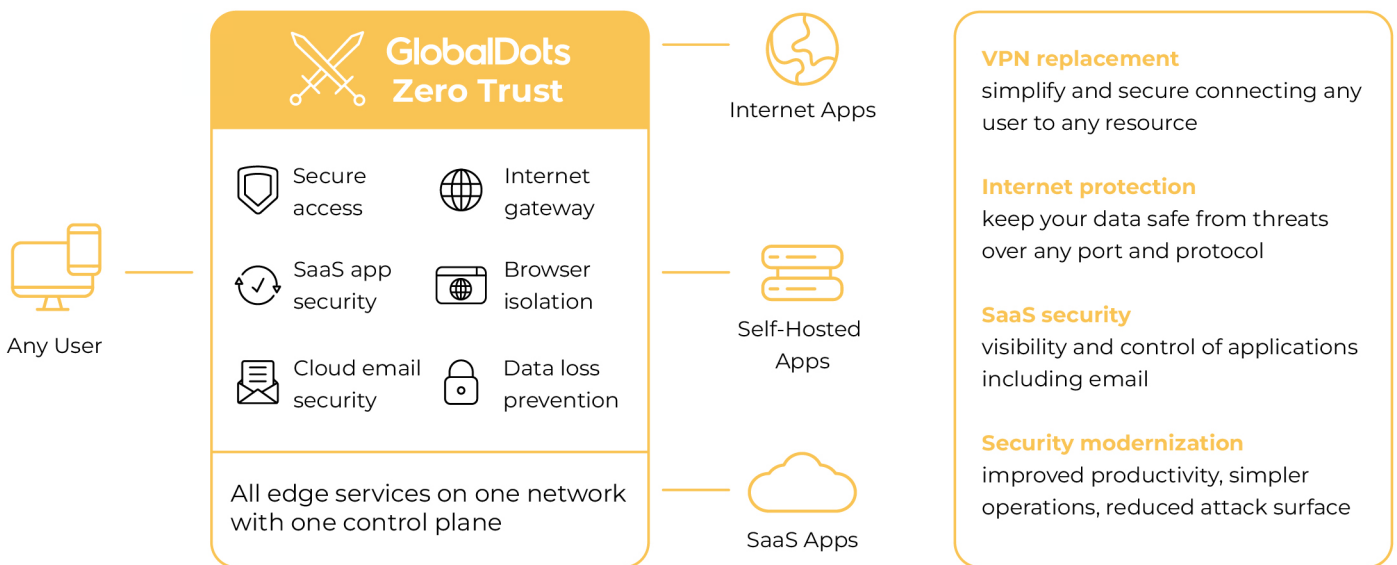 Any User
GlobalDots
Zero Trust
Secure
access
Internet
gateway
SaaS app
security
Browser
isolation
Cloud email
security
Data loss
prevention
All edge services on one network
with one control plane
Internet Apps
Self-Hosted
Apps
SaaS Apps
VPN replacement
simplify and secure connecting any
user to any resource
Internet protection
keep your data safe from threats
over any port and protocol
SaaS security
visibility and control of applications
including email
Security modernization
improved productivity, simpler
operations, reduced attack surface